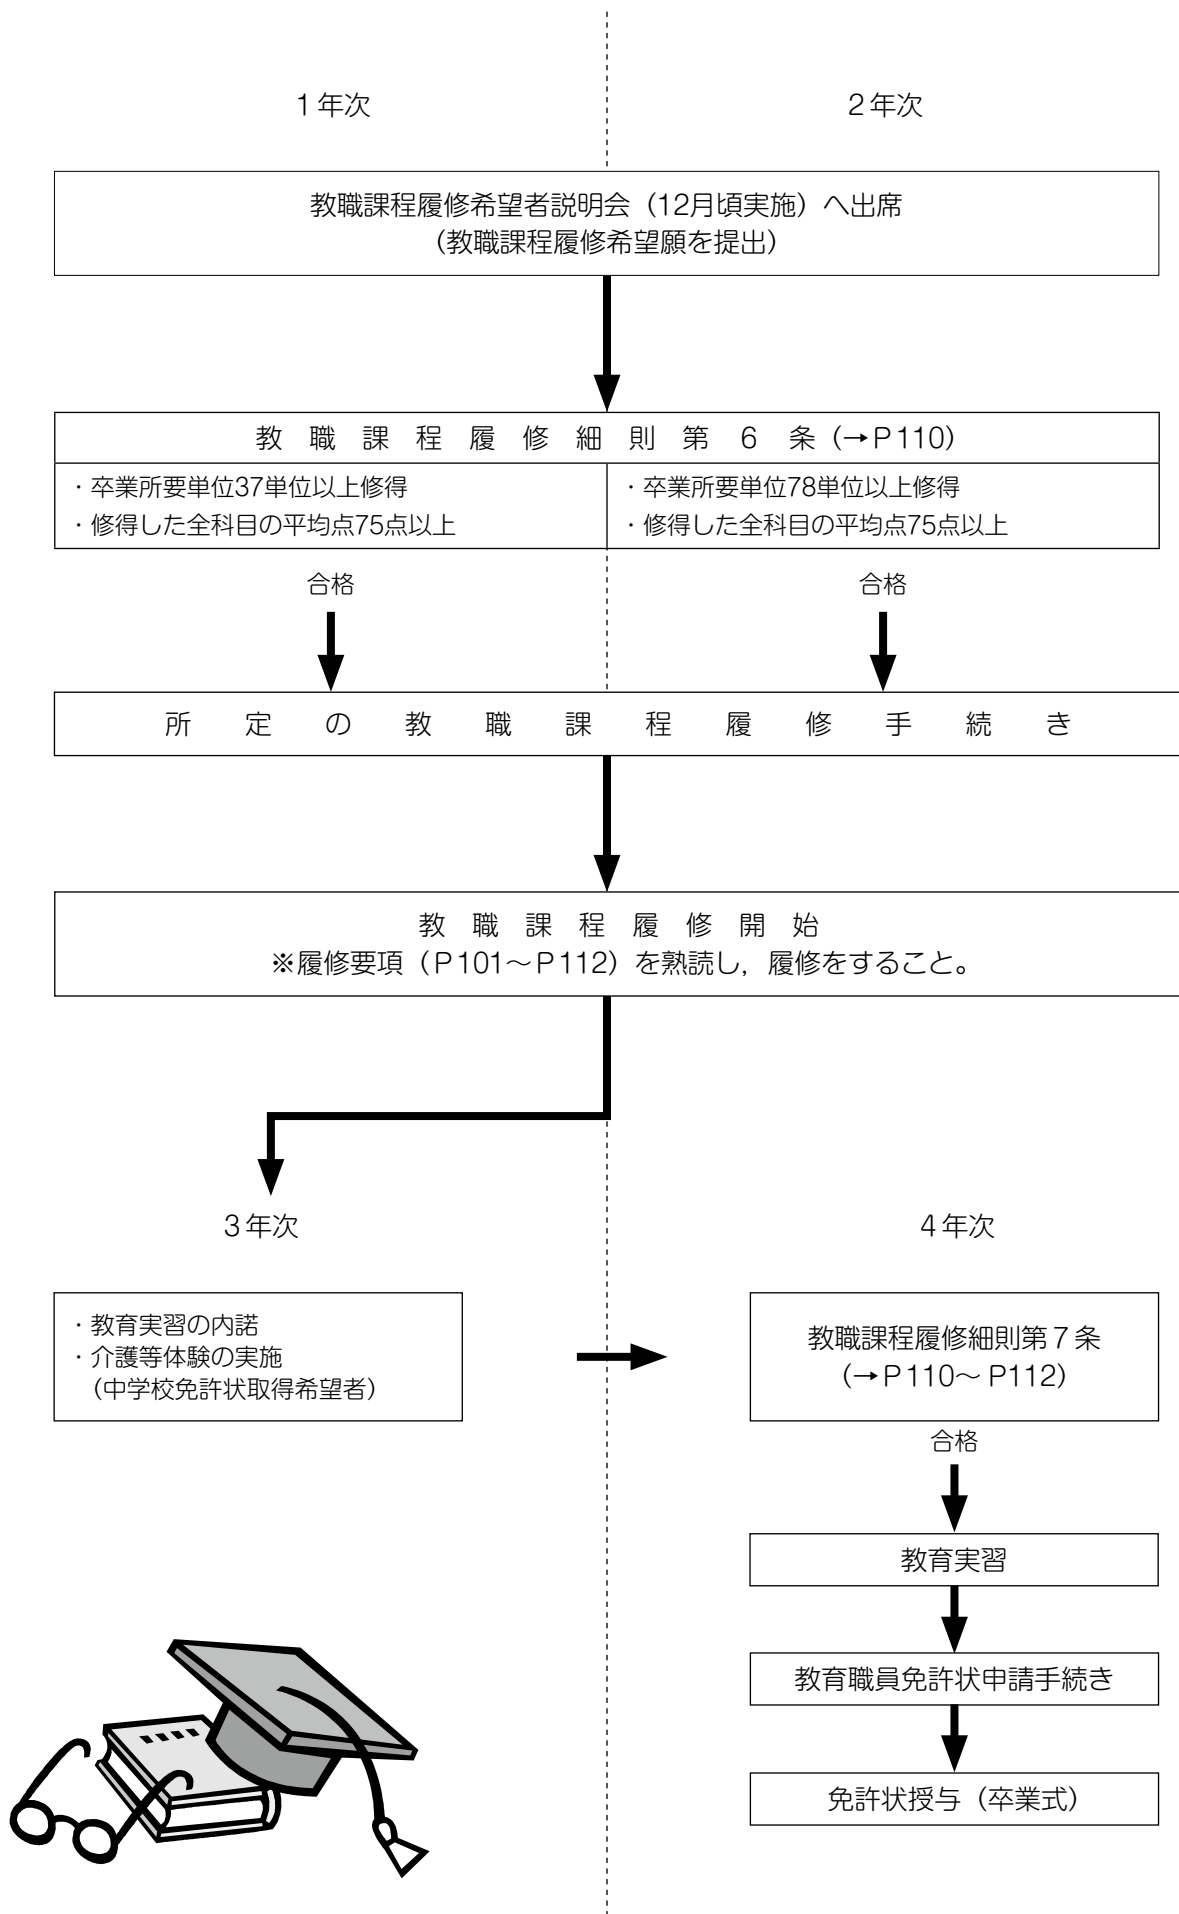 1年次
2年次
教職課程履修希望者説明会（12月頃実施）へ出席
（教職課程履修希望願を提出）
教職課程履修細則第6条（→P110）
・卒業所要単位37単位以上修得
・修得した全科目の平均点75点以上
・卒業所要単位78単位以上修得
・修得した全科目の平均点75点以上
合格
合格
所定の教職課程履修手続き
教職課程履修開始
※履修要項（P101～P112）を熟読し，履修をすること。
3年次
4年次
・教育実習の内諾
・介護等体験の実施
（中学校免許状取得希望者）
教職課程履修細則第7条
（→P110～P112）
合格
教育実習
教育職員免許状申請手続き
免許状授与（卒業式）